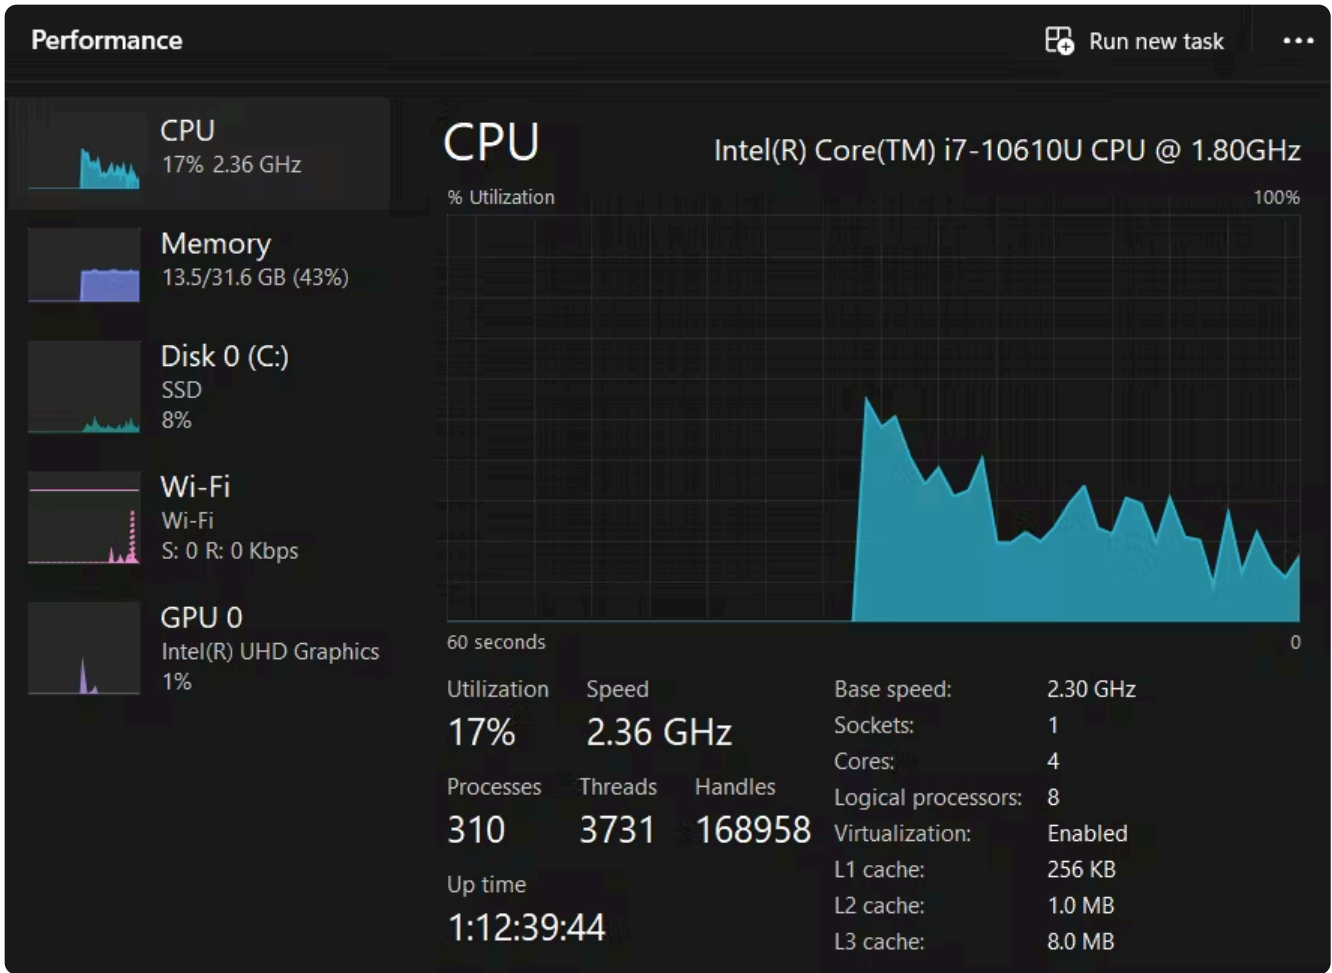 Performance
Run new task
CPU
17% 2.36 GHz
Memory
13.5/31.6 GB (43%)
Disk 0 (C:)
SSD
8%
Wi-Fi
Wi-Fi
S: 0 R: 0 Kbps
GPU 0
Intel(R) UHD Graphics
1%
CPU
Intel(R) Core(TM) i7-10610U CPU @ 1.80GHz
% Utilization 100%
60 seconds 0
Utilization Speed
17% 2.36 GHz
Processes Threads Handles
310 3731 168958
Up time
1:12:39:44
Base speed: 2.30 GHz
Sockets: 1
Cores: 4
Logical processors: 8
Virtualization: Enabled
L1 cache: 256 KB
L2 cache: 1.0 MB
L3 cache: 8.0 MB